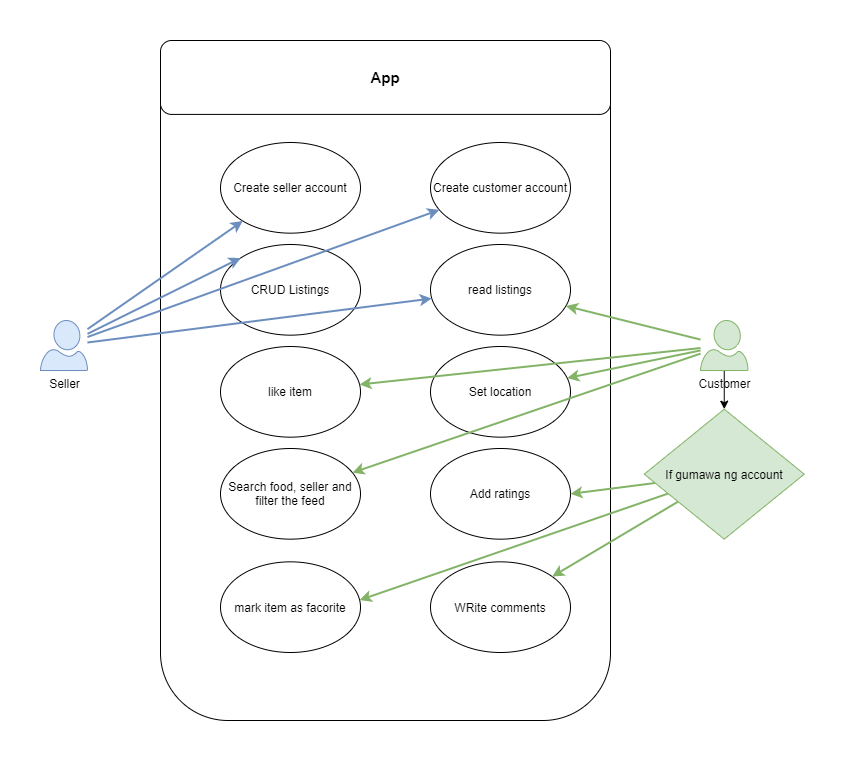 App
Create seller account
Create customer account
CRUD Listings
read listings
Seller
Customer
like item
Set location
If gumawa ng account
Search food, seller and
filter the feed
Add ratings
mark item as facorite
WRite comments